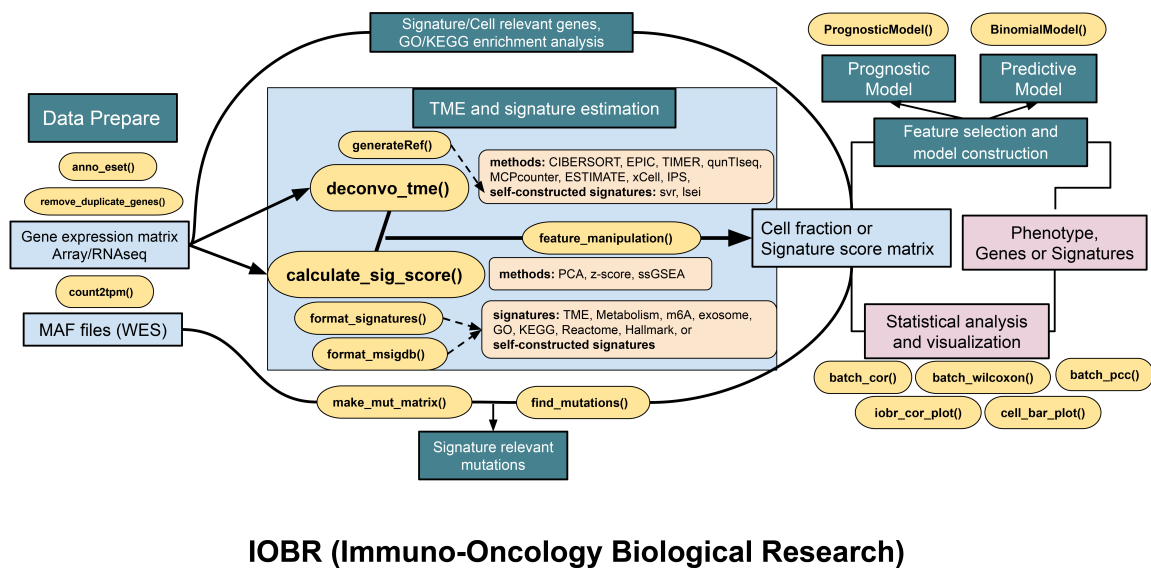 Signature/Cell relevant genes,
GO/KEGG enrichment analysis
PrognosticModel()
BinomialModel()
Prognostic
Model
Predictive
Model
Data Prepare
TME and signature estimation
Feature selection and
model construction
generateRef()
anno_eset()
methods: CIBERSORT, EPIC, TIMER, qunTIseq,
MCPcounter, ESTIMATE, xCell, IPS,
self-constructed signatures: svr, lsei
deconvo_tme()
remove_duplicate_genes()
Gene expression matrix
Array/RNAseq
feature_manipulation()
Cell fraction or
Signature score matrix
Phenotype,
Genes or Signatures
calculate_sig_score()
methods: PCA, z-score, ssGSEA
count2tpm()
MAF files (WES)
format_signatures()
format_msigdb()
signatures: TME, Metabolism, m6A, exosome,
GO, KEGG, Reactome, Hallmark, or
self-constructed signatures
Statistical analysis
and visualization
batch_cor()
batch_wilcoxon()
batch_pcc()
make_mut_matrix()
find_mutations()
iobr_cor_plot()
cell_bar_plot()
Signature relevant
mutations
IOBR (Immuno-Oncology Biological Research)